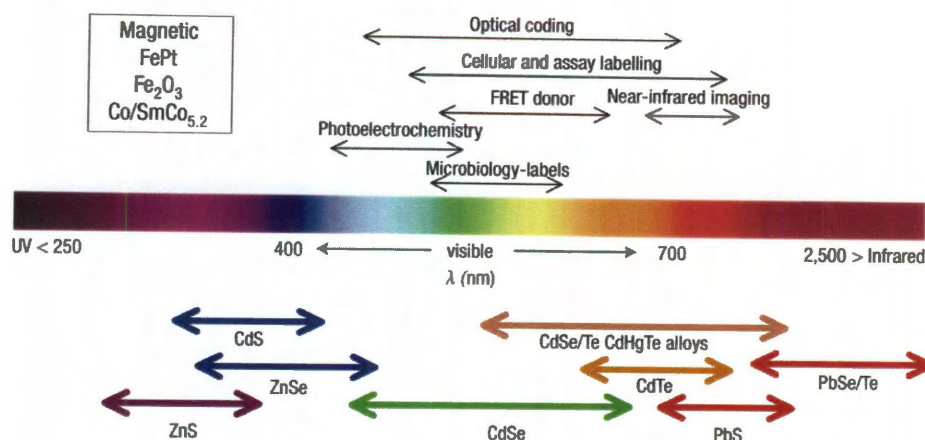 Magnetic
FePt
Fe₂O₃
Co/SmCo₅.₂
Optical coding
Cellular and assay labelling
FRET donor
Near-infrared imaging
Photoelectrochemistry
Microbiology-labels
UV < 250
400
visible
700
2,500 > Infrared
λ (nm)
CdS
CdSe/Te CdHgTe alloys
ZnSe
CdTe
PbSe/Te
ZnS
CdSe
PbS